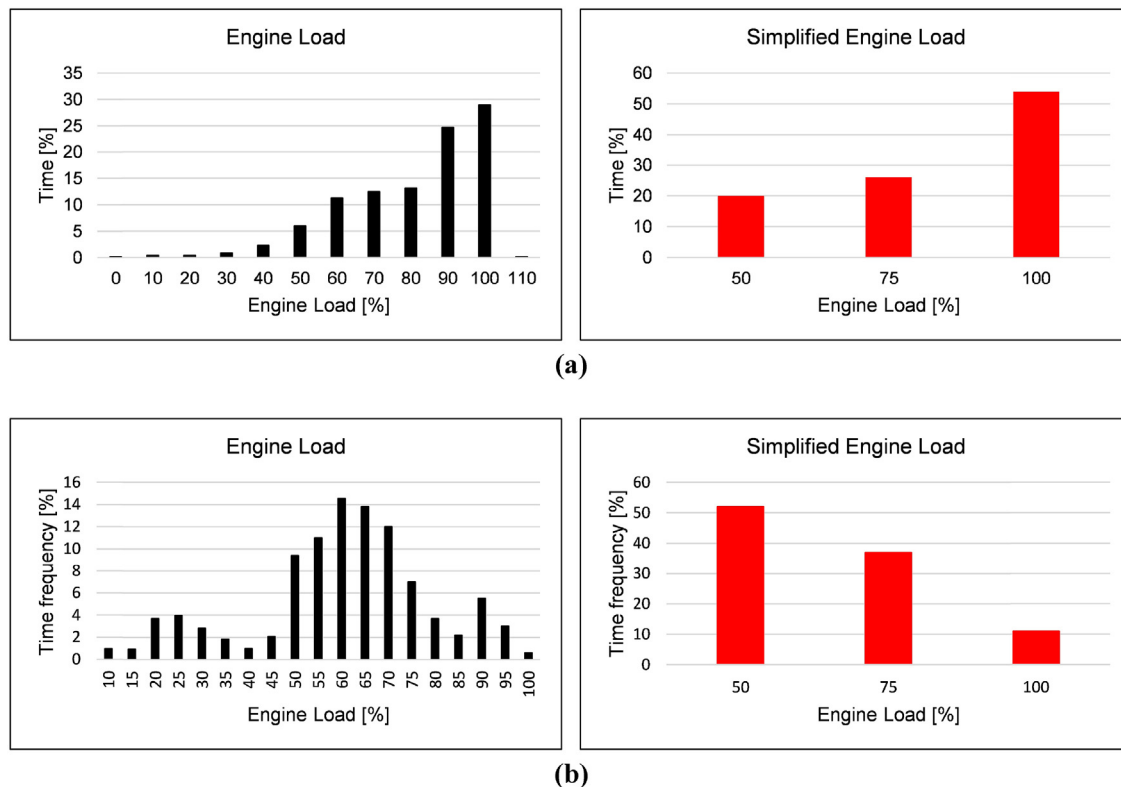 Engine Load
Time [%]
35
30
25
20
15
10
5
0
0 10 20 30 40 50 60 70 80 90 100 110
Engine Load [%]
Simplified Engine Load
Time [%]
60
50
40
30
20
10
0
50 75 100
Engine Load [%]
(a)
Engine Load
Time frequency [%]
16
14
12
10
8
6
4
2
0
10 15 20 25 30 35 40 45 50 55 60 65 70 75 80 85 90 95 100
Engine Load [%]
Simplified Engine Load
Time frequency [%]
60
50
40
30
20
10
0
50 75 100
Engine Load [%]
(b)